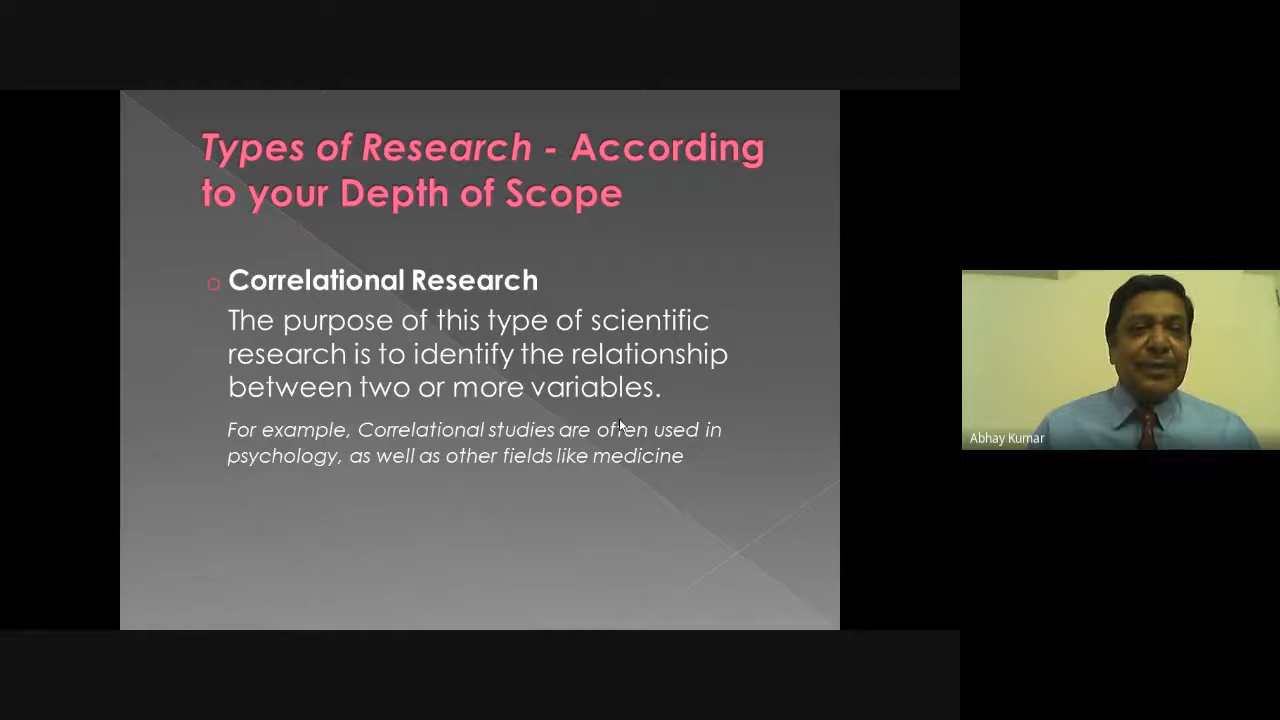 Types of Research - According
to your Depth of Scope
Correlational Research
The purpose of this type of scientific
research is to identify the relationship
between two or more variables.
For example, Correlational studies are often used in
psychology, as well as other fields like medicine
Abhay Kumar